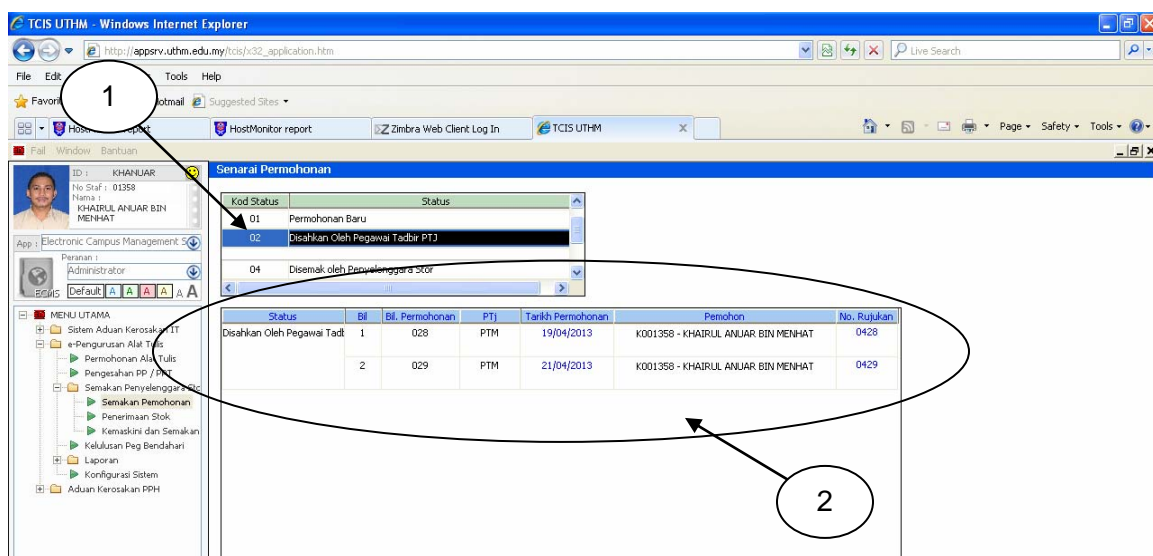 TCIS UTHM - Windows Internet Explorer
http://appsrv.uthm.edu.my/tcis/x32_application.htm
Live Search
File Edit Tools Help
Suggested Sites
HostMonitor report
Zimbra Web Client Log In
TCIS UTHM
Page Safety Tools
Fail Window Bantuan
1
ID : KHANUAR
No Staf : 01358
Nama :
KHAIRUL ANUAR BIN
MENHAT
App : Electronic Campus Management S
Peranan :
Administrator
ECMS Default A A A A A A
MENU UTAMA
Sistem Aduan Kerosakan IT
e-Pengurusan Alat Tulis
Permohonan Alat Tulis
Pengesahan PP / PPT
Semakan Penyelenggara Stc
Semakan Pemohonan
Penerimaan Stok
Kemaskini dan Semakan
Kelulusan Peg Bendahari
Laporan
Konfigurasi Sistem
Aduan Kerosakan PPH
Senarai Permohonan
Kod Status Status
01 Permohonan Baru
02 Disahkan Oleh Pegawai Tadbir PTJ
04 Disemak oleh Penyelenggara Stor
Status Bil Bil. Permohonan PTj Tarikh Permohonan Pemohon No. Rujukan
Disahkan Oleh Pegawai Tadt 1 028 PTM 19/04/2013 K001358 - KHAIRUL ANUAR BIN MENHAT 0428
2 029 PTM 21/04/2013 K001358 - KHAIRUL ANUAR BIN MENHAT 0429
2